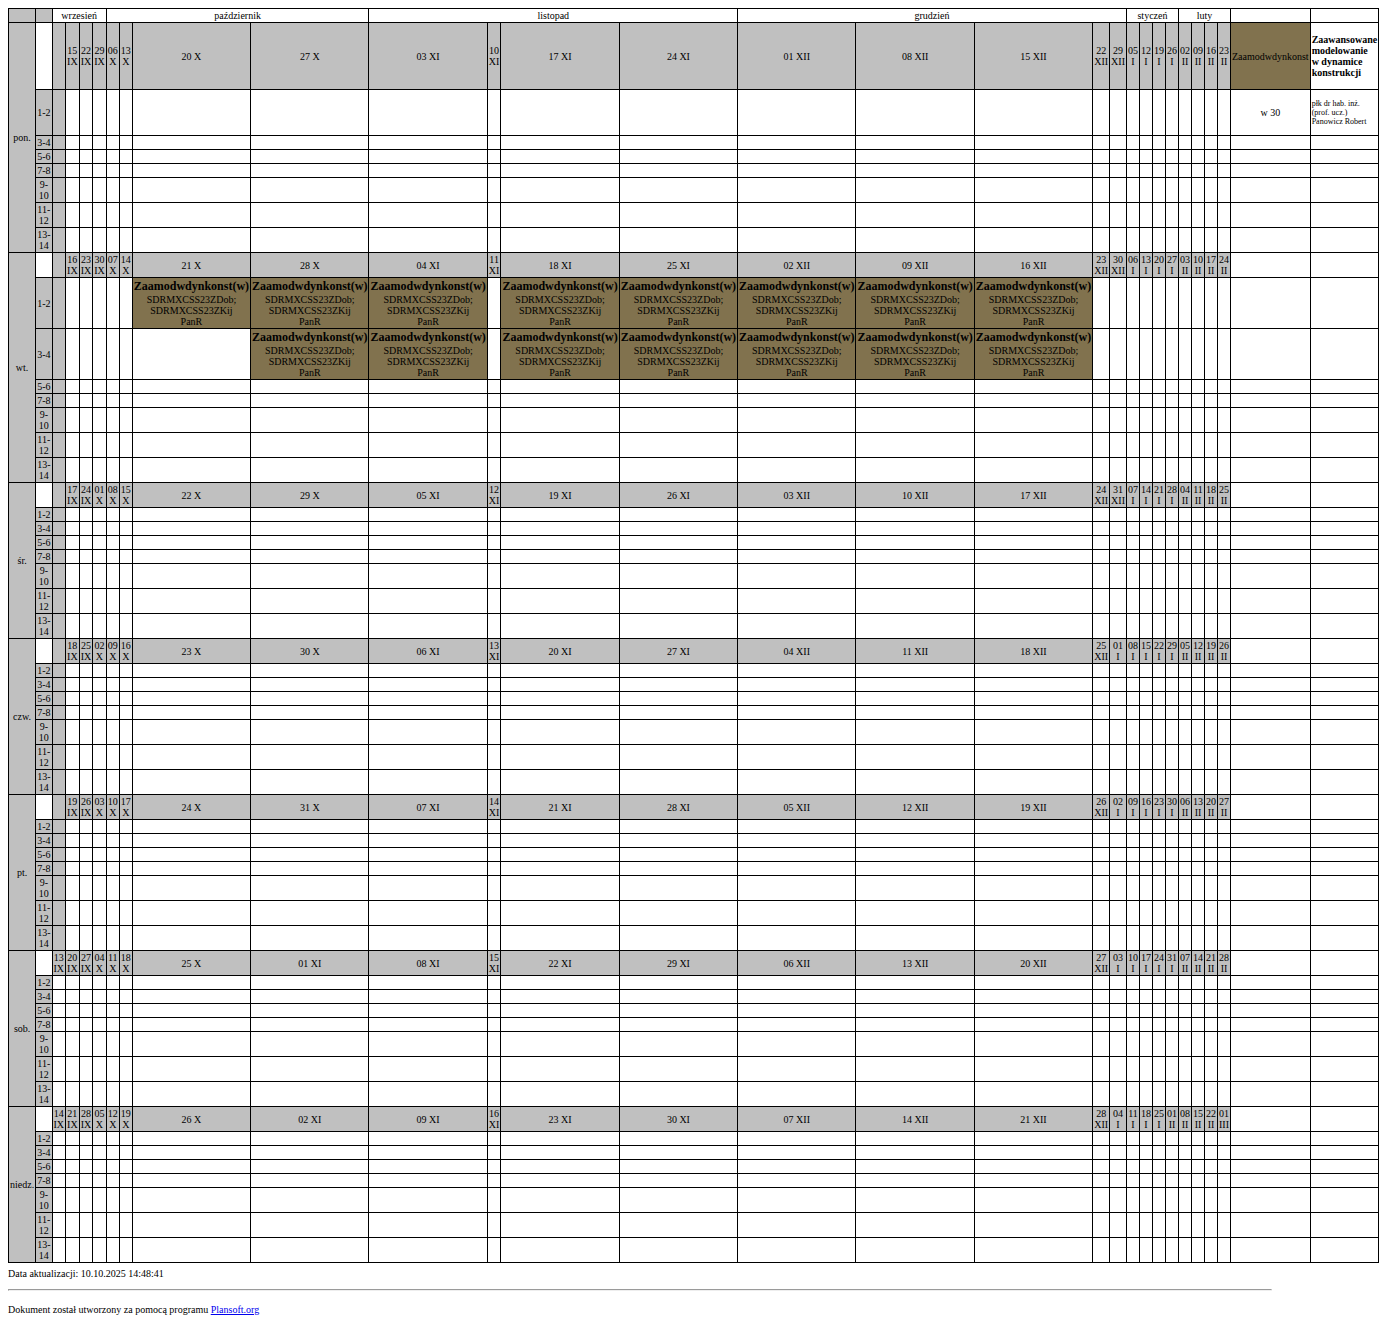 wrzesień październik listopad grudzień styczeń luty
pon. 15 IX 22 IX 29 IX 06 X 13 X 20 X 27 X 03 XI 10 XI 17 XI 24 XI 01 XII 08 XII 15 XII 22 XII 29 XII 05 I 12 I 19 I 26 I 02 II 09 II 16 II 23 II Zaamodwdynkonst Zaawansowane modelowanie w dynamice konstrukcji
1-2 w 30 płk dr hab. inż. (prof. ucz.) Panowicz Robert
3-4
5-6
7-8
9-10
11-12
13-14
wt. 16 IX 23 IX 30 IX 07 X 14 X 21 X 28 X 04 XI 11 XI 18 XI 25 XI 02 XII 09 XII 16 XII 23 XII 30 XII 06 I 13 I 20 I 27 I 03 II 10 II 17 II 24 II
1-2 Zaamodwdynkonst(w) Zaamodwdynkonst(w) Zaamodwdynkonst(w) Zaamodwdynkonst(w) Zaamodwdynkonst(w) Zaamodwdynkonst(w) Zaamodwdynkonst(w) Zaamodwdynkonst(w)
SDRMXCSS23ZDob; SDRMXCSS23ZDob; SDRMXCSS23ZDob; SDRMXCSS23ZDob; SDRMXCSS23ZDob; SDRMXCSS23ZDob; SDRMXCSS23ZDob; SDRMXCSS23ZDob;
SDRMXCSS23ZKij SDRMXCSS23ZKij SDRMXCSS23ZKij SDRMXCSS23ZKij SDRMXCSS23ZKij SDRMXCSS23ZKij SDRMXCSS23ZKij SDRMXCSS23ZKij
PanR PanR PanR PanR PanR PanR PanR PanR
3-4 Zaamodwdynkonst(w) Zaamodwdynkonst(w) Zaamodwdynkonst(w) Zaamodwdynkonst(w) Zaamodwdynkonst(w) Zaamodwdynkonst(w) Zaamodwdynkonst(w)
SDRMXCSS23ZDob; SDRMXCSS23ZDob; SDRMXCSS23ZDob; SDRMXCSS23ZDob; SDRMXCSS23ZDob; SDRMXCSS23ZDob; SDRMXCSS23ZDob;
SDRMXCSS23ZKij SDRMXCSS23ZKij SDRMXCSS23ZKij SDRMXCSS23ZKij SDRMXCSS23ZKij SDRMXCSS23ZKij SDRMXCSS23ZKij
PanR PanR PanR PanR PanR PanR PanR
5-6
7-8
9-10
11-12
13-14
śr. 17 IX 24 IX 01 X 08 X 15 X 22 X 29 X 05 XI 12 XI 19 XI 26 XI 03 XII 10 XII 17 XII 24 XII 31 XII 07 I 14 I 21 I 28 I 04 II 11 II 18 II 25 II
1-2
3-4
5-6
7-8
9-10
11-12
13-14
czw. 18 IX 25 IX 02 X 09 X 16 X 23 X 30 X 06 XI 13 XI 20 XI 27 XI 04 XII 11 XII 18 XII 25 XII 01 I 08 I 15 I 22 I 29 I 05 II 12 II 19 II 26 II
1-2
3-4
5-6
7-8
9-10
11-12
13-14
pt. 19 IX 26 IX 03 X 10 X 17 X 24 X 31 X 07 XI 14 XI 21 XI 28 XI 05 XII 12 XII 19 XII 26 XII 02 I 09 I 16 I 23 I 30 I 06 II 13 II 20 II 27 II
1-2
3-4
5-6
7-8
9-10
11-12
13-14
sob. 13 IX 20 IX 27 IX 04 X 11 X 18 X 25 X 01 XI 08 XI 15 XI 22 XI 29 XI 06 XII 13 XII 20 XII 27 XII 03 I 10 I 17 I 24 I 31 I 07 II 14 II 21 II 28 II
1-2
3-4
5-6
7-8
9-10
11-12
13-14
niedz. 14 IX 21 IX 28 IX 05 X 12 X 19 X 26 X 02 XI 09 XI 16 XI 23 XI 30 XI 07 XII 14 XII 21 XII 28 XII 04 I 11 I 18 I 25 I 01 II 08 II 15 II 22 II 01 III
1-2
3-4
5-6
7-8
9-10
11-12
13-14
Data aktualizacji: 10.10.2025 14:48:41
Dokument został utworzony za pomocą programu Plansoft.org